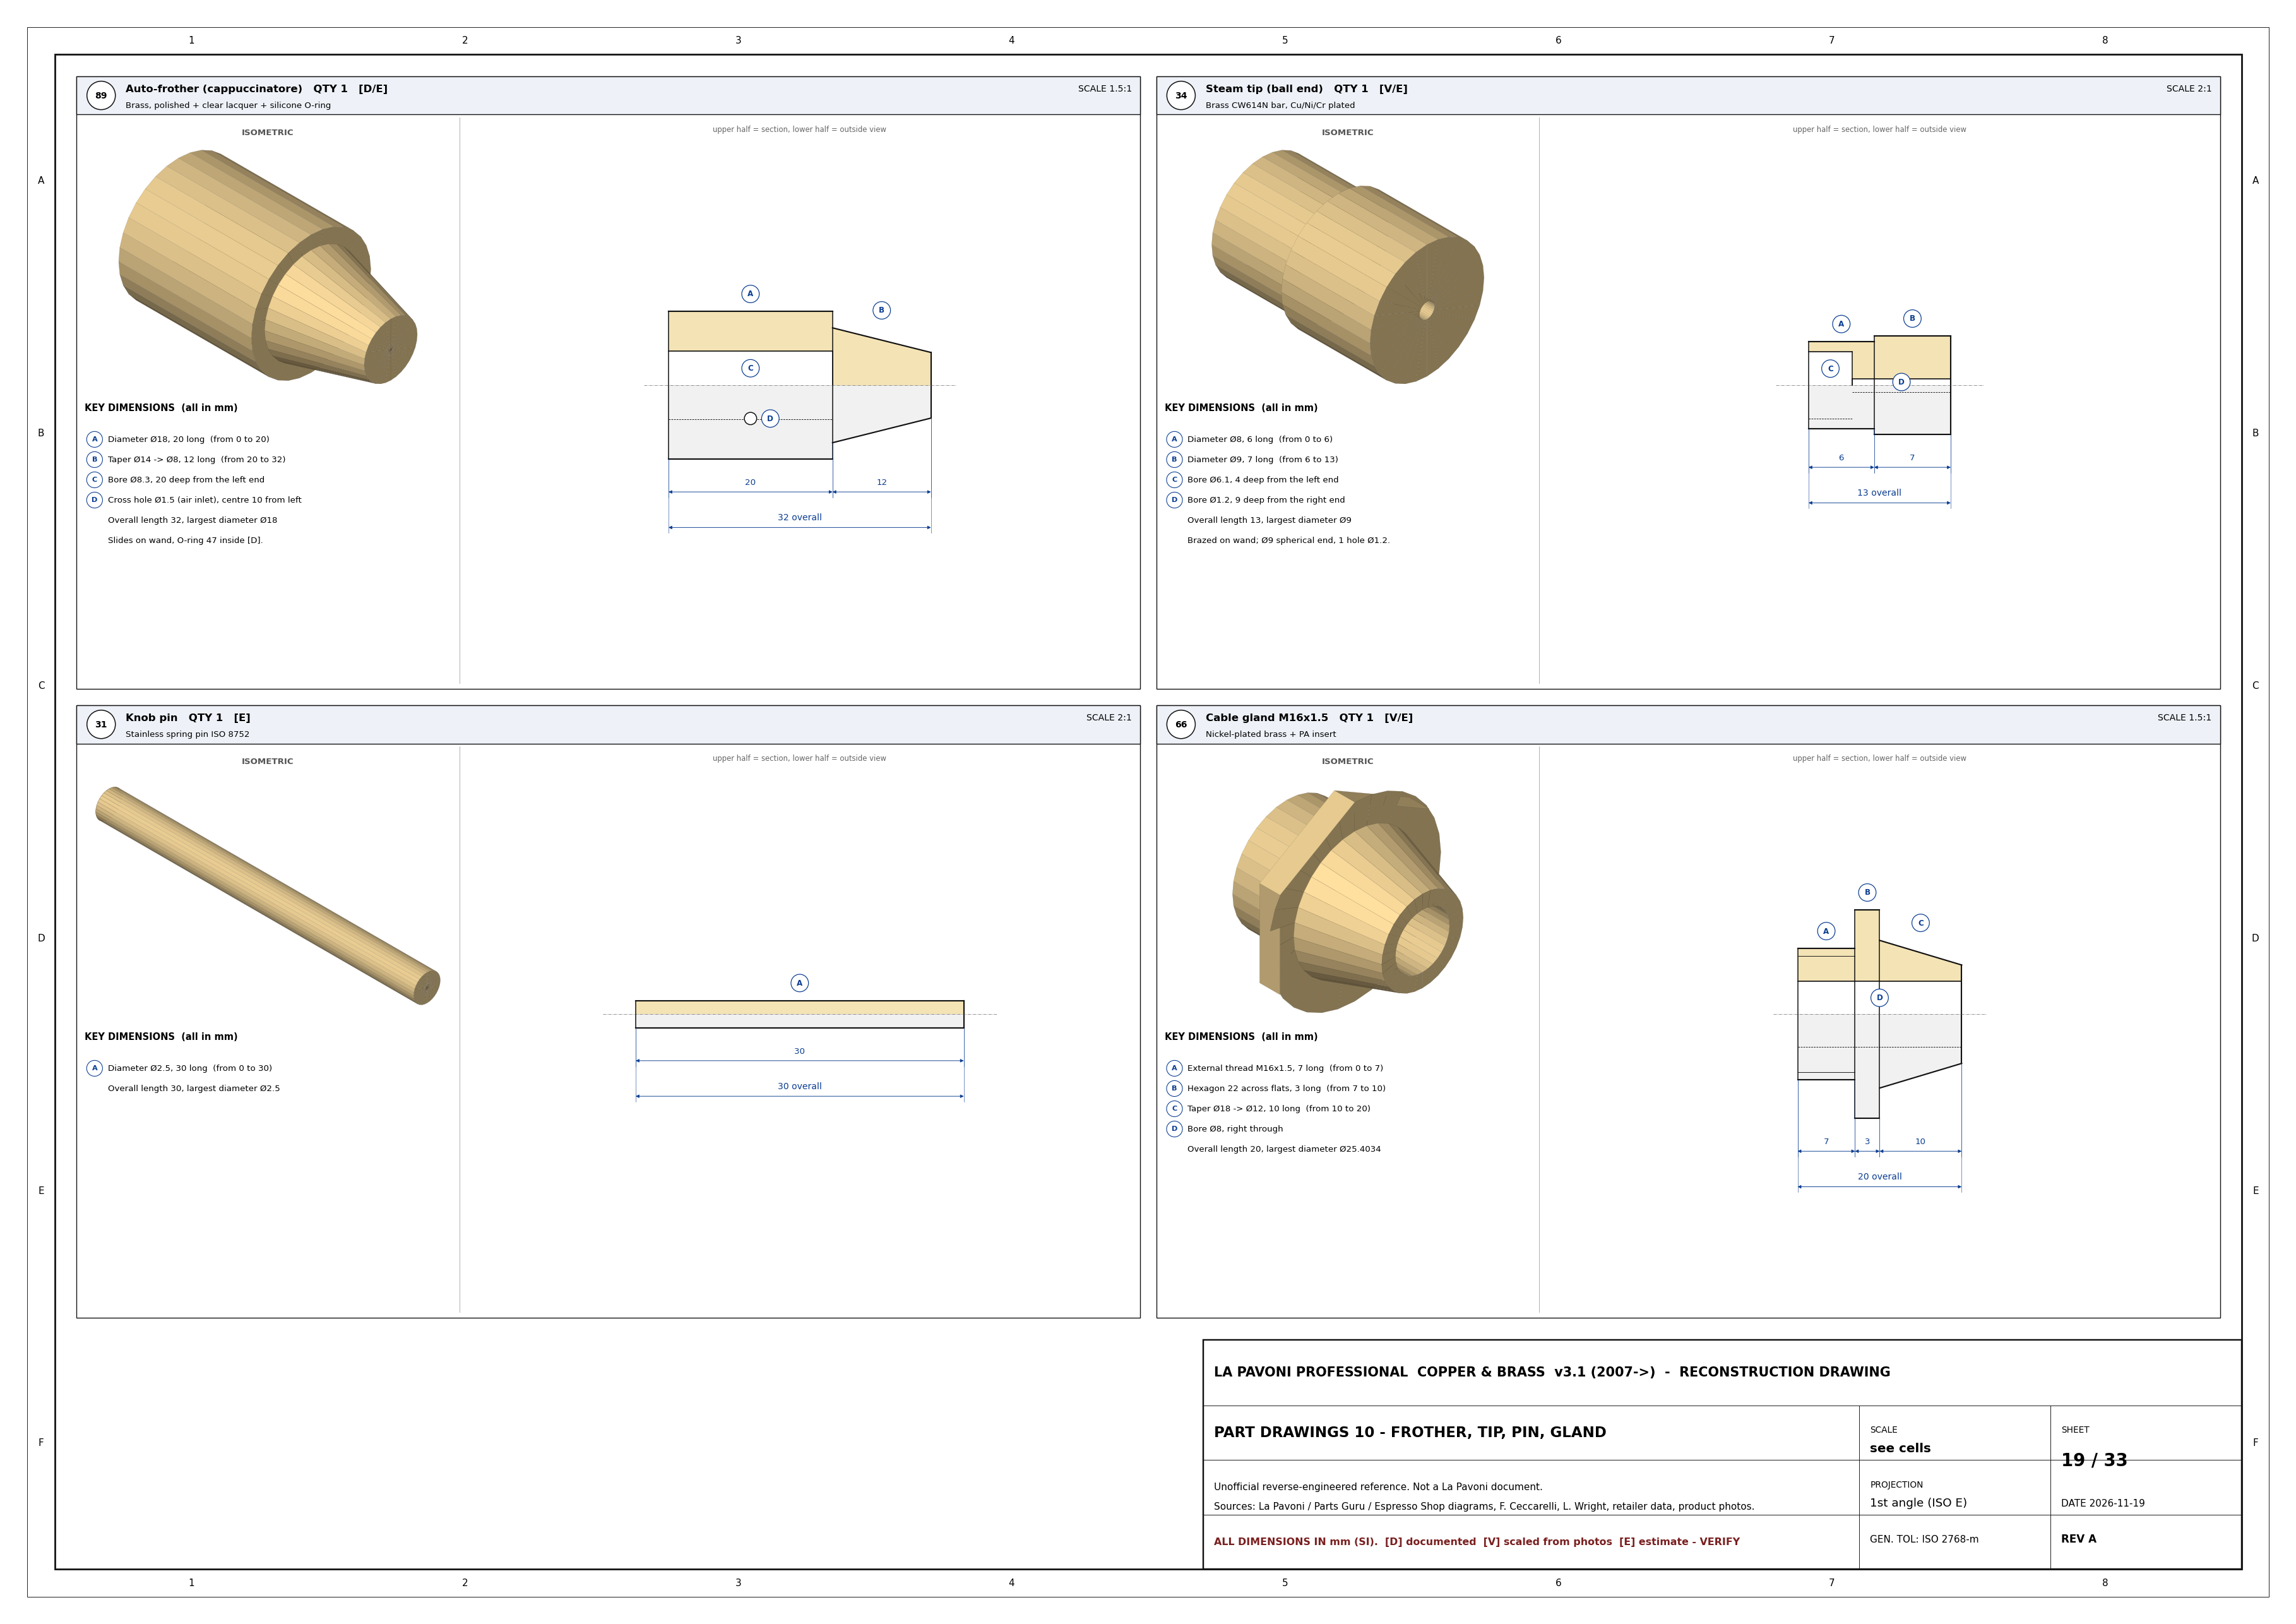 1 2 3 4 5 6 7 8
A A
B B
C C
D D
E E
F F
89 Auto-frother (cappuccinatore) QTY 1 [D/E] SCALE 1.5:1
Brass, polished + clear lacquer + silicone O-ring
ISOMETRIC
upper half = section, lower half = outside view
A
B
C
D
20 12
32 overall
KEY DIMENSIONS (all in mm)
A Diameter Ø18, 20 long (from 0 to 20)
B Taper Ø14 -> Ø8, 12 long (from 20 to 32)
C Bore Ø8.3, 20 deep from the left end
D Cross hole Ø1.5 (air inlet), centre 10 from left
Overall length 32, largest diameter Ø18
Slides on wand, O-ring 47 inside [D].
34 Steam tip (ball end) QTY 1 [V/E] SCALE 2:1
Brass CW614N bar, Cu/Ni/Cr plated
ISOMETRIC
upper half = section, lower half = outside view
A B
C
D
6 7
13 overall
KEY DIMENSIONS (all in mm)
A Diameter Ø8, 6 long (from 0 to 6)
B Diameter Ø9, 7 long (from 6 to 13)
C Bore Ø6.1, 4 deep from the left end
D Bore Ø1.2, 9 deep from the right end
Overall length 13, largest diameter Ø9
Brazed on wand; Ø9 spherical end, 1 hole Ø1.2.
31 Knob pin QTY 1 [E] SCALE 2:1
Stainless spring pin ISO 8752
ISOMETRIC
upper half = section, lower half = outside view
A
30
30 overall
KEY DIMENSIONS (all in mm)
A Diameter Ø2.5, 30 long (from 0 to 30)
Overall length 30, largest diameter Ø2.5
66 Cable gland M16x1.5 QTY 1 [V/E] SCALE 1.5:1
Nickel-plated brass + PA insert
ISOMETRIC
upper half = section, lower half = outside view
B
A C
D
7 3 10
20 overall
KEY DIMENSIONS (all in mm)
A External thread M16x1.5, 7 long (from 0 to 7)
B Hexagon 22 across flats, 3 long (from 7 to 10)
C Taper Ø18 -> Ø12, 10 long (from 10 to 20)
D Bore Ø8, right through
Overall length 20, largest diameter Ø25.4034
LA PAVONI PROFESSIONAL COPPER & BRASS v3.1 (2007->) - RECONSTRUCTION DRAWING
PART DRAWINGS 10 - FROTHER, TIP, PIN, GLAND
SCALE
see cells
SHEET
19 / 33
Unofficial reverse-engineered reference. Not a La Pavoni document.
Sources: La Pavoni / Parts Guru / Espresso Shop diagrams, F. Ceccarelli, L. Wright, retailer data, product photos.
PROJECTION
1st angle (ISO E)
DATE 2026-11-19
ALL DIMENSIONS IN mm (SI). [D] documented [V] scaled from photos [E] estimate - VERIFY
GEN. TOL: ISO 2768-m
REV A
1 2 3 4 5 6 7 8